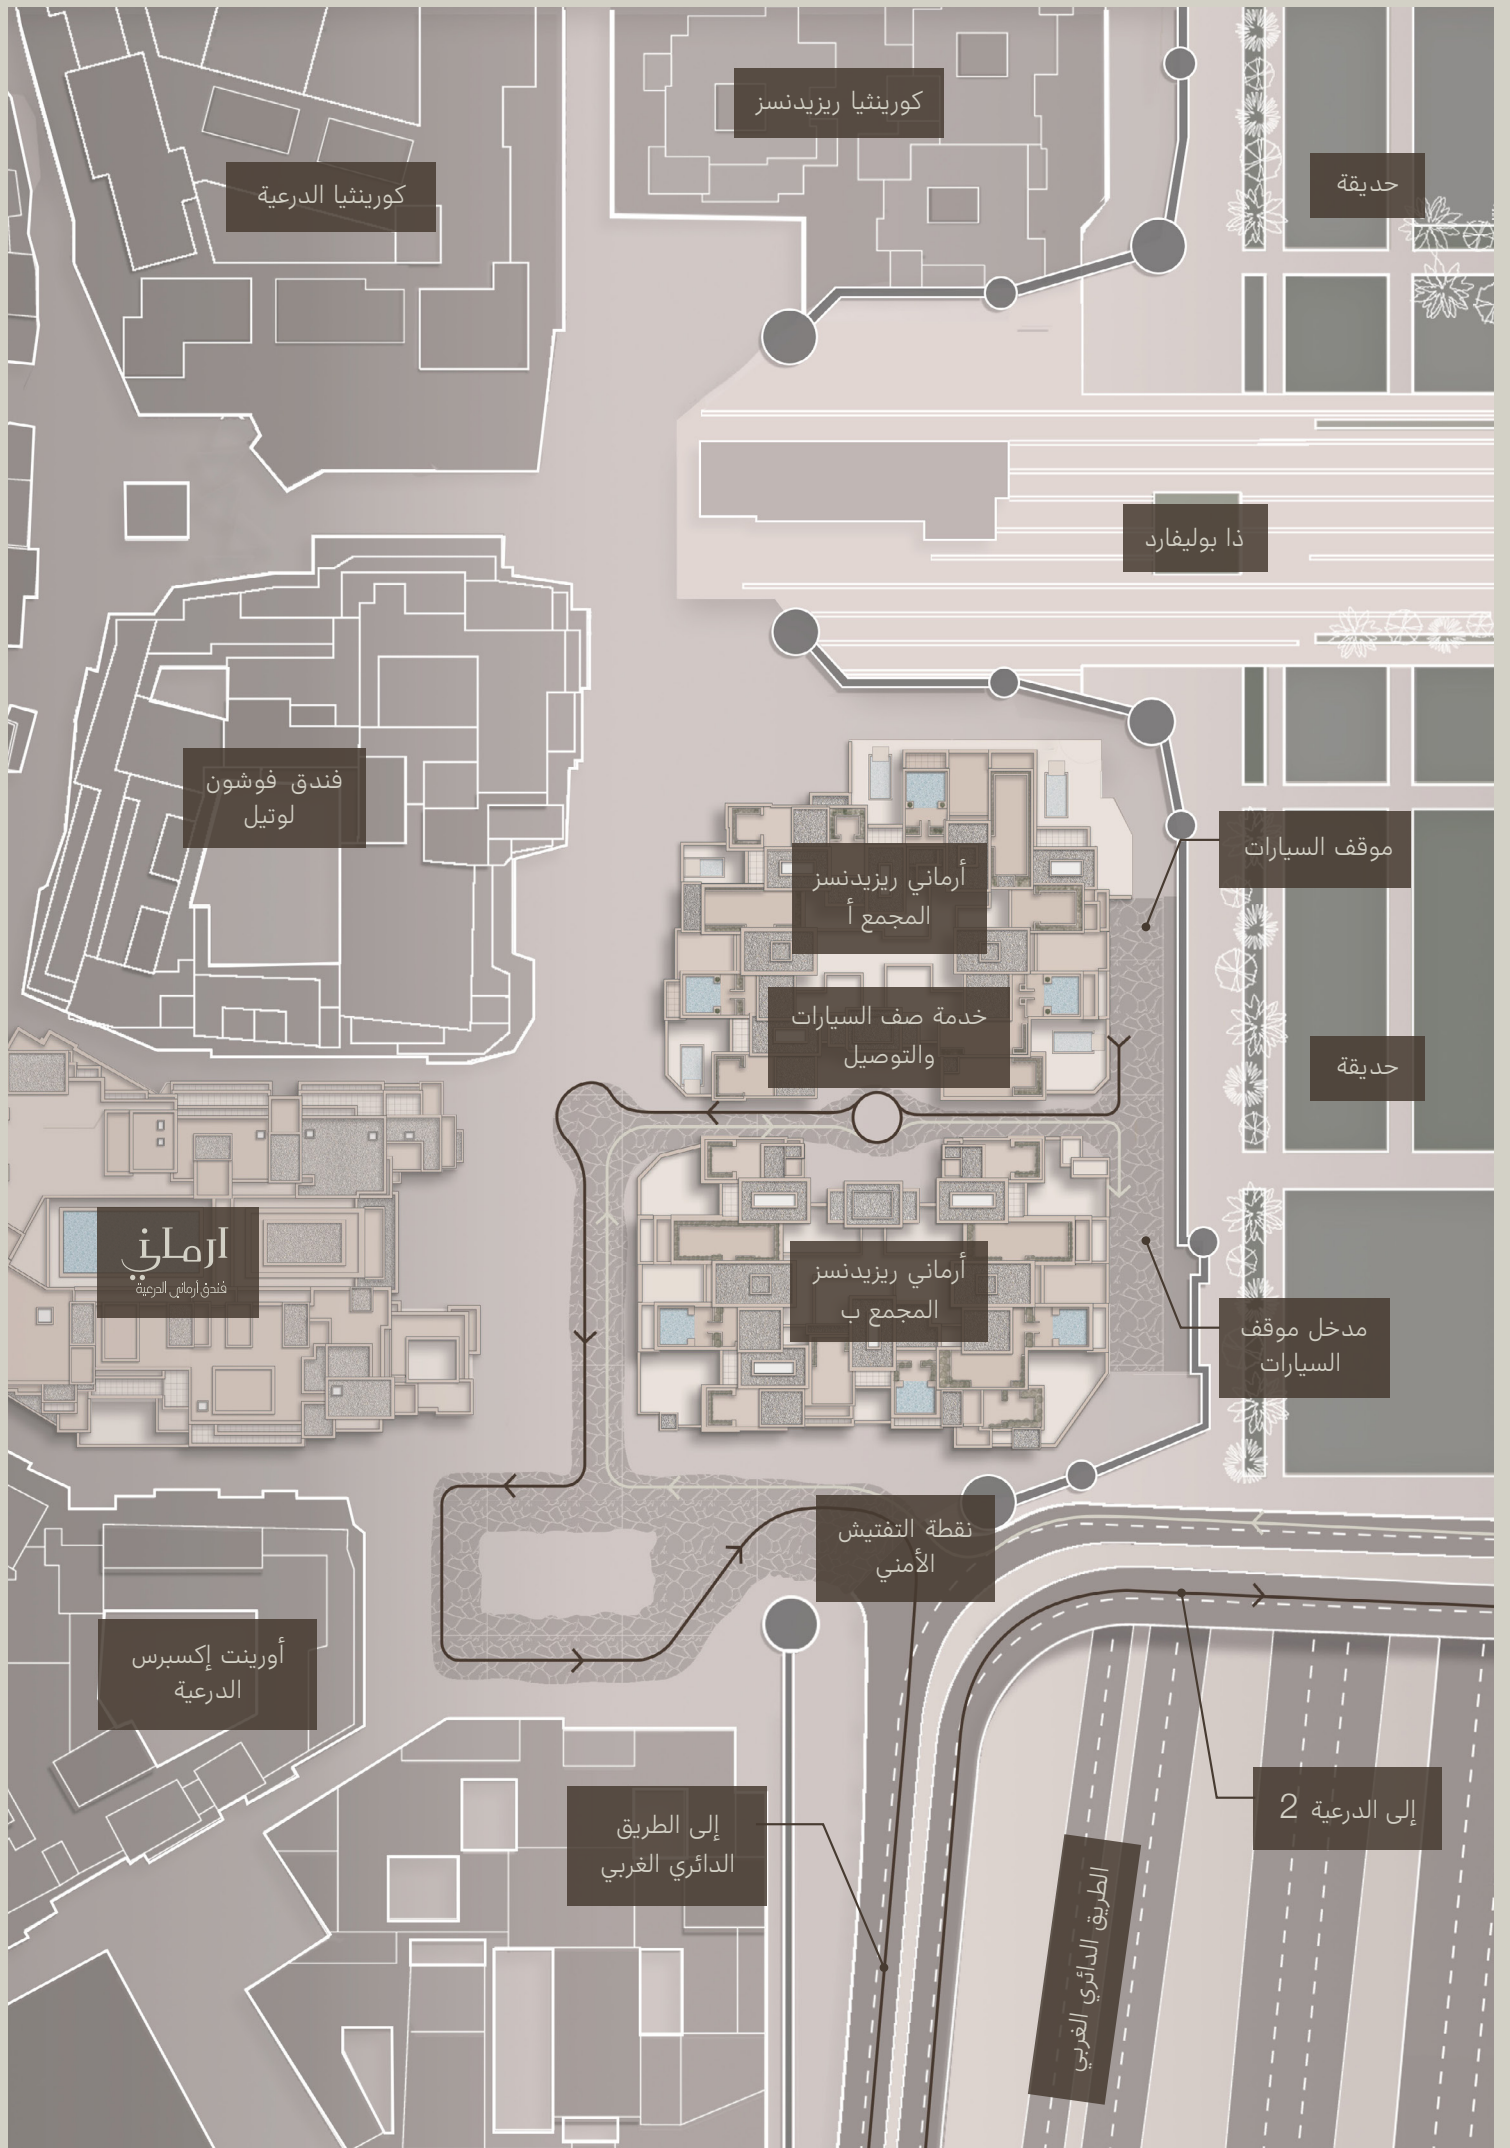 كورينثيا ريزيدنسز
كورينثيا الدرعية
حديقة
ذا بوليفارد
فندق فوشون
لوتيل
موقف السيارات
أرماني ريزيدنسز
المجمع أ
خدمة صف السيارات
والتوصيل
حديقة
أرماني
فندق أرماني الدرعية
أرماني ريزيدنسز
المجمع ب
مدخل موقف
السيارات
نقطة التفتيش
الأمني
أورينت إكسبرس
الدرعية
إلى الطريق
الدائري الغربي
إلى الدرعية 2
الطريق الدائري الغربي